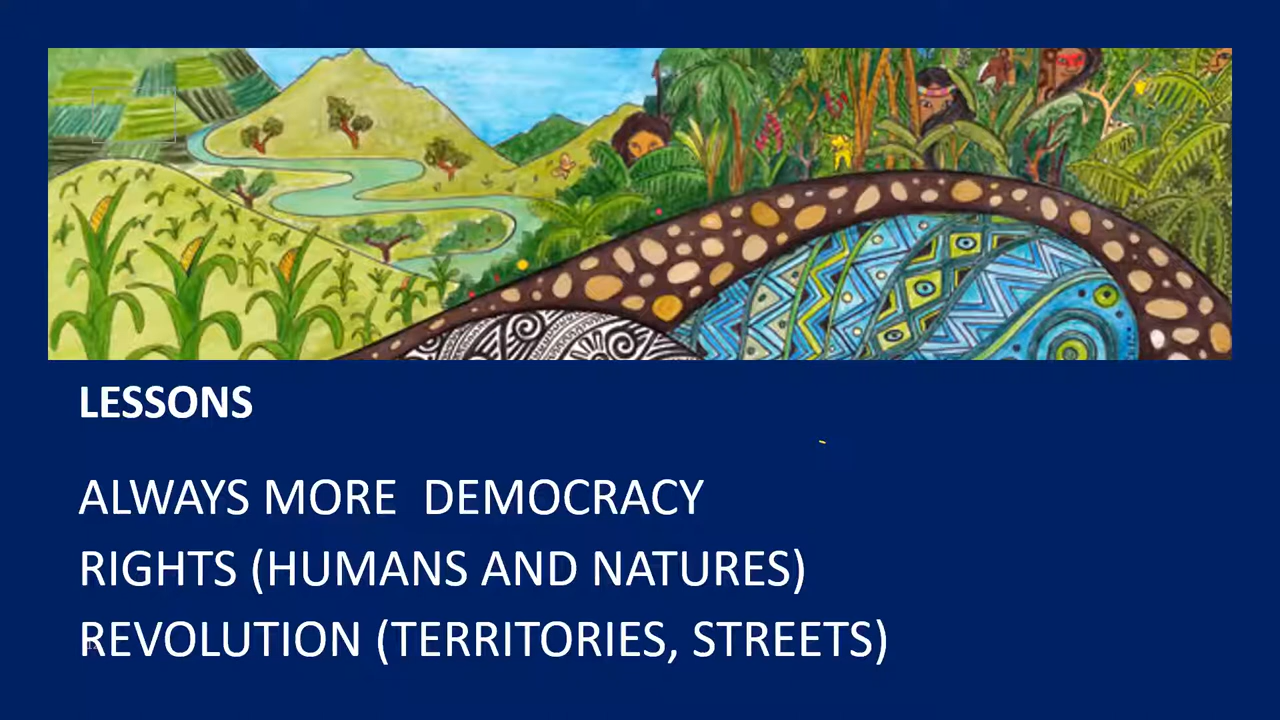 LESSONS
ALWAYS MORE DEMOCRACY
RIGHTS (HUMANS AND NATURES)
REVOLUTION (TERRITORIES, STREETS)